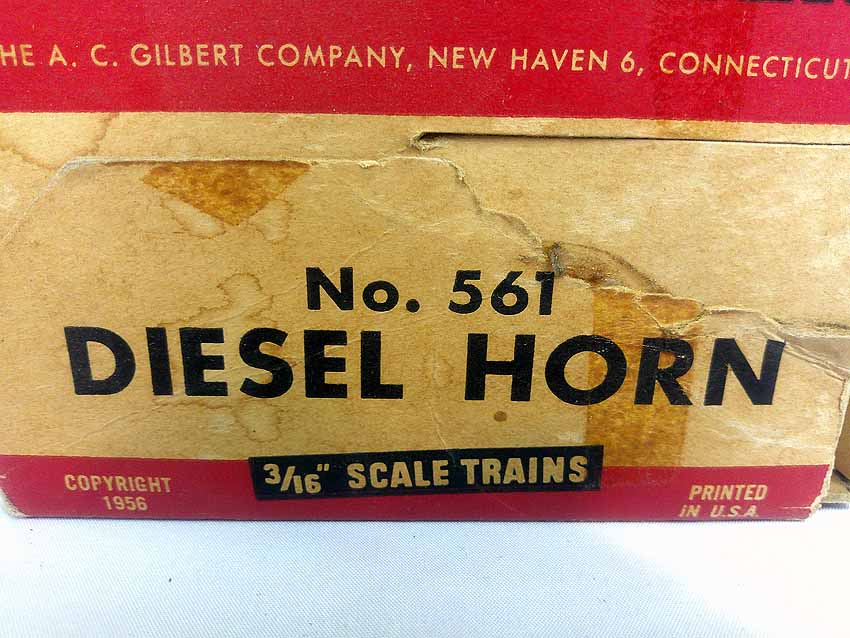 HE A. C. GILBERT COMPANY, NEW HAVEN 6, CONNECTICUT
No. 561
DIESEL HORN
3/16" SCALE TRAINS
COPYRIGHT
1956
PRINTED
IN U.S.A.